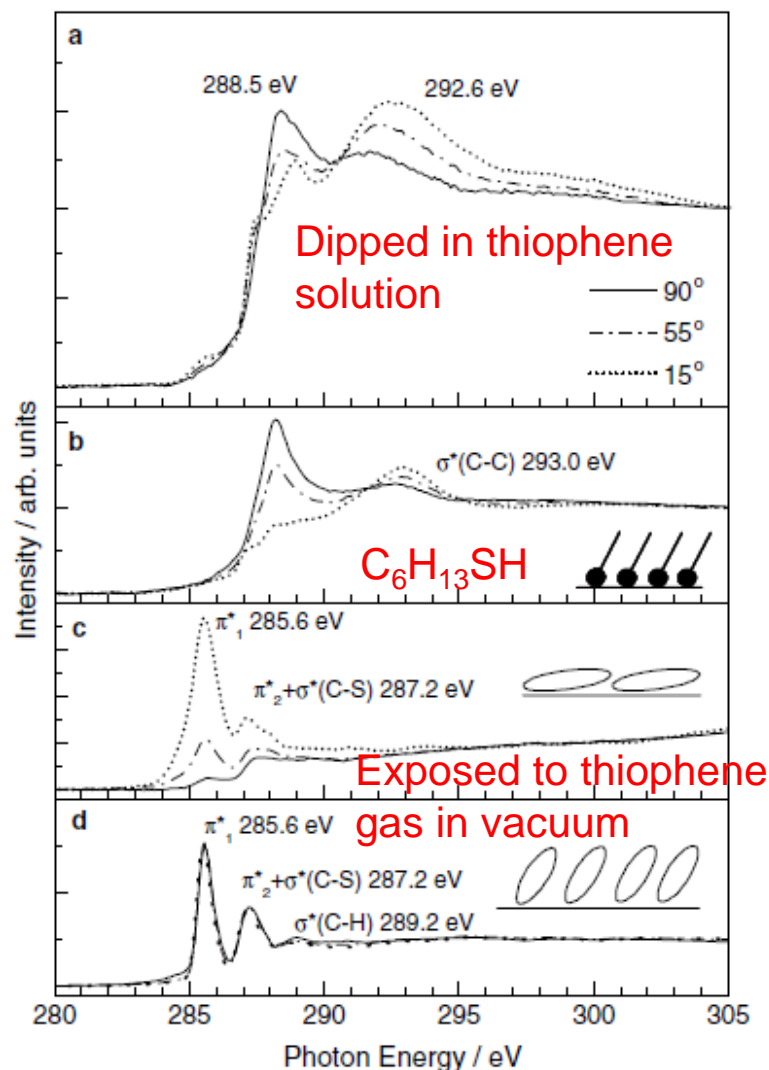 a
288.5 eV
292.6 eV
Dipped in thiophene
solution
90°
55°
15°
b
σ*(C-C) 293.0 eV
C₆H₁₃SH
c
π*₁ 285.6 eV
π*₂+σ*(C-S) 287.2 eV
Exposed to thiophene
gas in vacuum
d
π*₁ 285.6 eV
π*₂+σ*(C-S) 287.2 eV
σ*(C-H) 289.2 eV
Intensity / arb. units
280 285 290 295 300 305
Photon Energy / eV